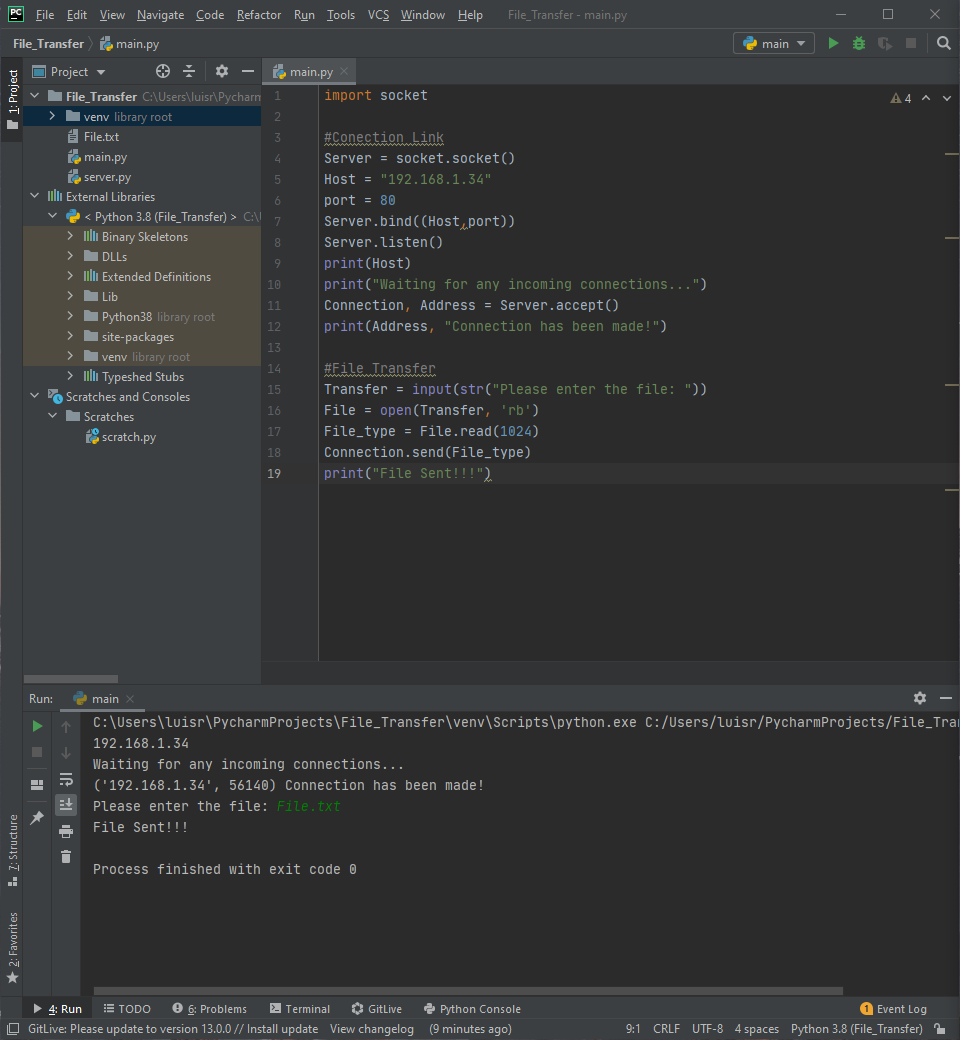 PC File Edit View Navigate Code Refactor Run Tools VCS Window Help File_Transfer - main.py
File_Transfer main.py main
1: Project
Project
main.py
File_Transfer C:\Users\luisr\Pycharm
venv library root
File.txt
main.py
server.py
External Libraries
< Python 3.8 (File_Transfer) > C:\
Binary Skeletons
DLLs
Extended Definitions
Lib
Python38 library root
site-packages
venv library root
Typeshed Stubs
Scratches and Consoles
Scratches
scratch.py
4
1 import socket
2
3 #Conection Link
4 Server = socket.socket()
5 Host = "192.168.1.34"
6 port = 80
7 Server.bind((Host,port))
8 Server.listen()
9 print(Host)
10 print("Waiting for any incoming connections...")
11 Connection, Address = Server.accept()
12 print(Address, "Connection has been made!")
13
14 #File Transfer
15 Transfer = input(str("Please enter the file: "))
16 File = open(Transfer, 'rb')
17 File_type = File.read(1024)
18 Connection.send(File_type)
19 print("File Sent!!!")
Run: main
C:\Users\luisr\PycharmProjects\File_Transfer\venv\Scripts\python.exe C:/Users/luisr/PycharmProjects/File_Tra
192.168.1.34
Waiting for any incoming connections...
('192.168.1.34', 56140) Connection has been made!
Please enter the file: File.txt
File Sent!!!
Process finished with exit code 0
7: Structure
2: Favorites
4: Run TODO 6: Problems Terminal GitLive Python Console 1 Event Log
GitLive: Please update to version 13.0.0 // Install update View changelog (9 minutes ago) 9:1 CRLF UTF-8 4 spaces Python 3.8 (File_Transfer)